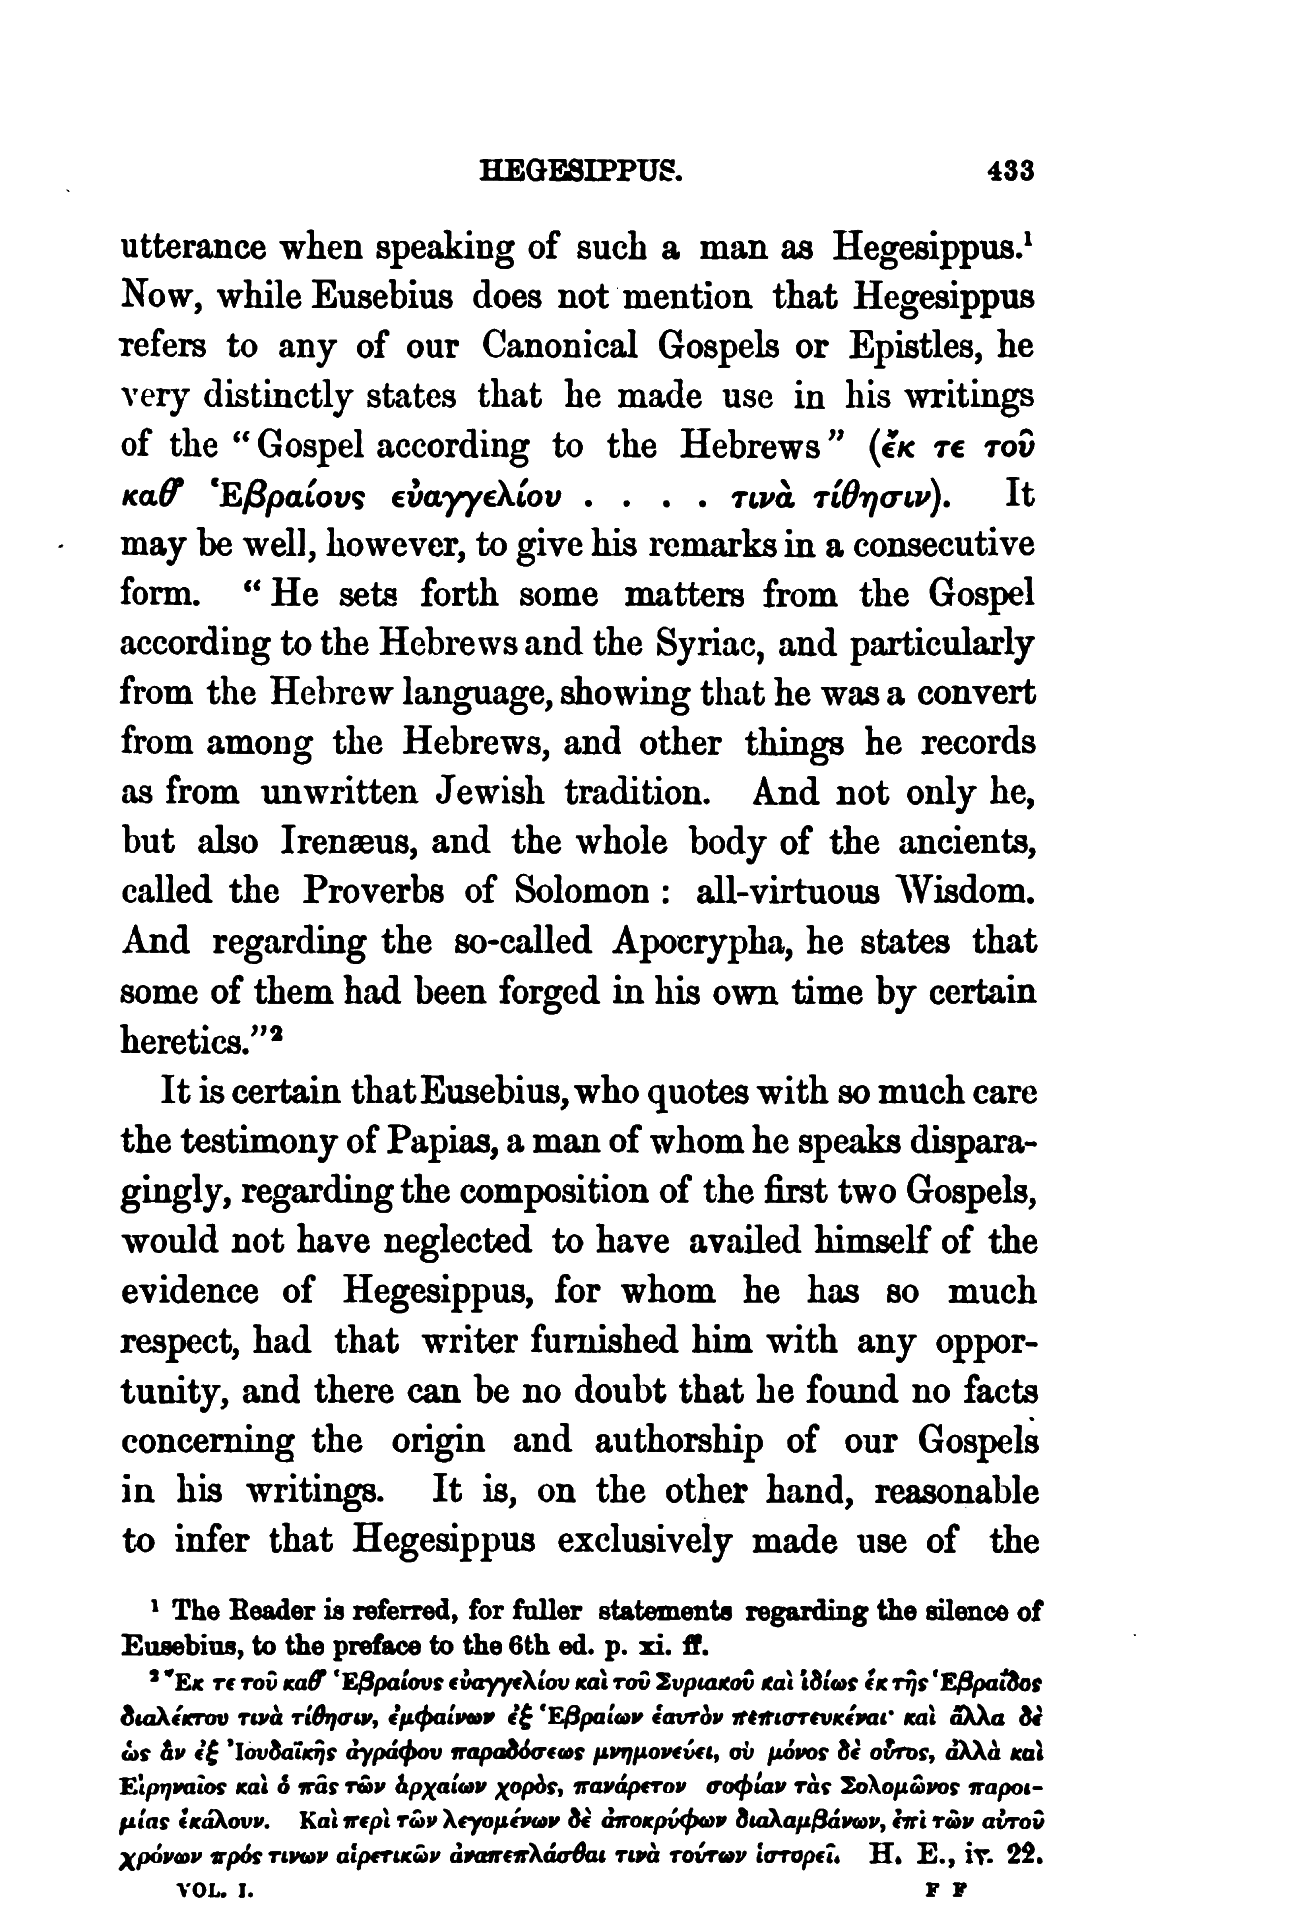 HEGESIPPUS. 433
utterance when speaking of such a man as Hegesippus.¹
Now, while Eusebius does not mention that Hegesippus
refers to any of our Canonical Gospels or Epistles, he
very distinctly states that he made use in his writings
of the “Gospel according to the Hebrews” (ἔκ τε τοῦ
καθ’ Ἑβραίους εὐαγγελίου . . . . τινὰ τίθησιν). It
may be well, however, to give his remarks in a consecutive
form. “He sets forth some matters from the Gospel
according to the Hebrews and the Syriac, and particularly
from the Hebrew language, showing that he was a convert
from among the Hebrews, and other things he records
as from unwritten Jewish tradition. And not only he,
but also Irenæus, and the whole body of the ancients,
called the Proverbs of Solomon : all-virtuous Wisdom.
And regarding the so-called Apocrypha, he states that
some of them had been forged in his own time by certain
heretics.”²
It is certain that Eusebius, who quotes with so much care
the testimony of Papias, a man of whom he speaks dispara-
gingly, regarding the composition of the first two Gospels,
would not have neglected to have availed himself of the
evidence of Hegesippus, for whom he has so much
respect, had that writer furnished him with any oppor-
tunity, and there can be no doubt that he found no facts
concerning the origin and authorship of our Gospels
in his writings. It is, on the other hand, reasonable
to infer that Hegesippus exclusively made use of the
¹ The Reader is referred, for fuller statements regarding the silence of
Eusebius, to the preface to the 6th ed. p. xi. ff.
² Ἔκ τε τοῦ καθ’ Ἑβραίους εὐαγγελίου καὶ τοῦ Συριακοῦ καὶ ἰδίως ἐκ τῆς Ἑβραΐδος
διαλέκτου τινὰ τίθησιν, ἐμφαίνων ἐξ Ἑβραίων ἑαυτὸν πεπιστευκέναι· καὶ ἄλλα δὲ
ὡς ἂν ἐξ Ἰουδαϊκῆς ἀγράφου παραδόσεως μνημονεύει, οὐ μόνος δὲ οὗτος, ἀλλὰ καὶ
Εἰρηναῖος καὶ ὁ πᾶς τῶν ἀρχαίων χορὸς, πανάρετον σοφίαν τὰς Σολομῶνος παροι-
μίας ἐκάλουν. Καὶ περὶ τῶν λεγομένων δὲ ἀποκρύφων διαλαμβάνων, ἐπὶ τῶν αὐτοῦ
χρόνων πρός τινων αἱρετικῶν ἀναπεπλάσθαι τινὰ τούτων ἱστορεῖ. H. E., iv. 22.
VOL. I. F F